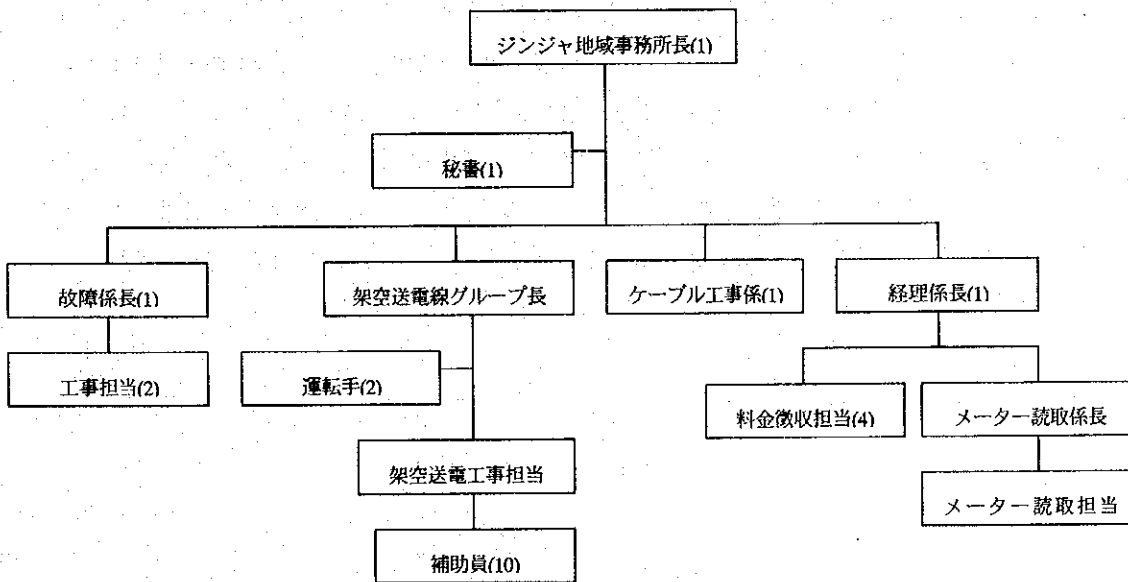 ジンジャ地域事務所長(1)
秘書(1)
故障係長(1)
架空送電線グループ長
ケーブル工事係(1)
経理係長(1)
工事担当(2)
運転手(2)
料金徴収担当(4)
メーター読取係長
架空送電工事担当
メーター読取担当
補助員(10)